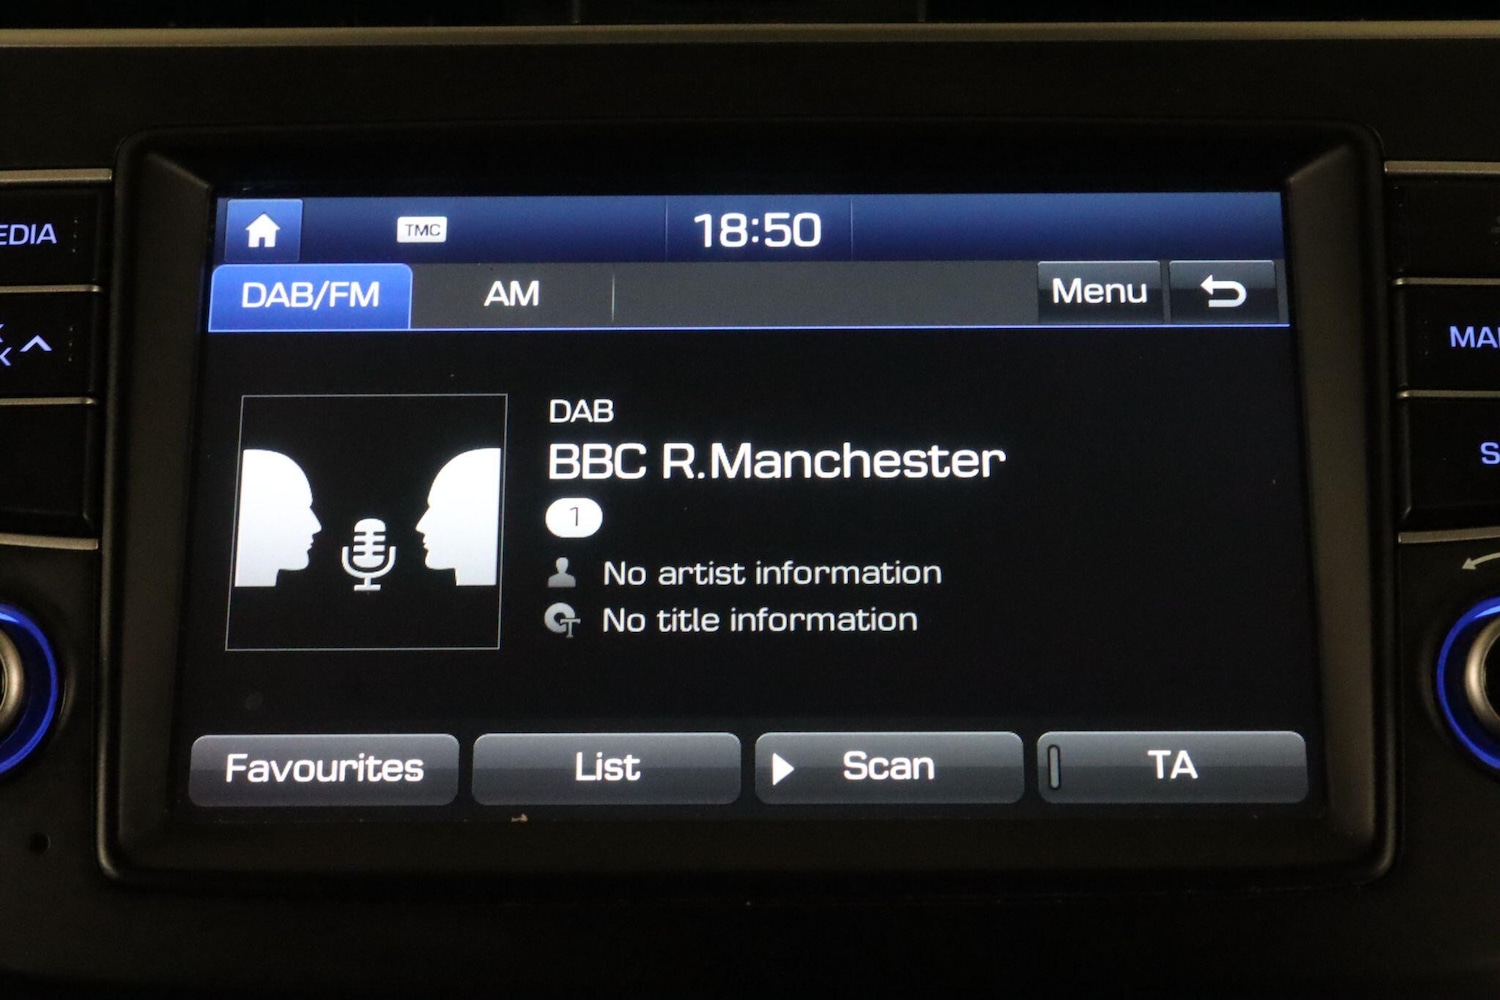 TMC
18:50
DAB/FM
AM
Menu
DAB
BBC R.Manchester
1
No artist information
No title information
Favourites
List
Scan
TA